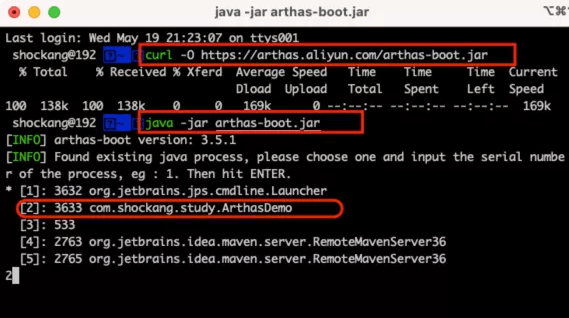 java -jar arthas-boot.jar
Last login: Wed May 19 21:23:07 on ttys001
shockang@192 ~ curl -O https://arthas.aliyun.com/arthas-boot.jar
% Total % Received % Xferd Average Speed Time Time Time Current
Dload Upload Total Spent Left Speed
100 138k 100 138k 0 0 169k 0 --:--:-- --:--:-- --:--:-- 169k
shockang@192 ~ java -jar arthas-boot.jar
[INFO] arthas-boot version: 3.5.1
[INFO] Found existing java process, please choose one and input the serial numbe
r of the process, eg : 1. Then hit ENTER.
* [1]: 3632 org.jetbrains.jps.cmdline.Launcher
[2]: 3633 com.shockang.study.ArthasDemo
[3]: 533
[4]: 2763 org.jetbrains.idea.maven.server.RemoteMavenServer36
[5]: 2765 org.jetbrains.idea.maven.server.RemoteMavenServer36
2